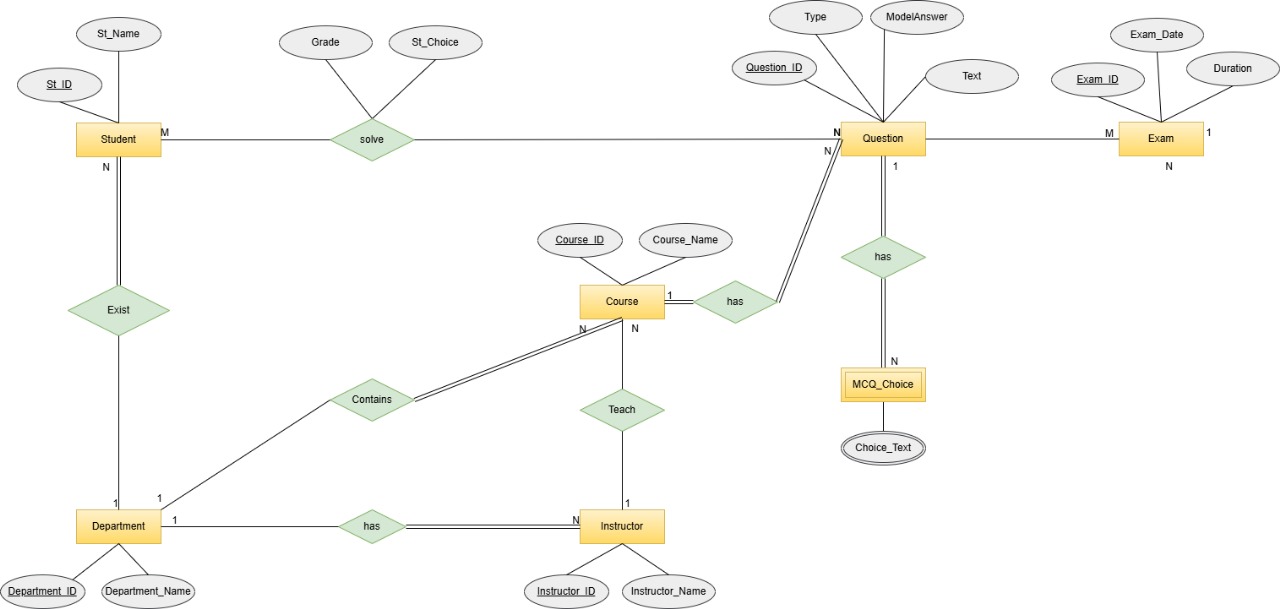 St_Name
St_ID
Student
M
N
Grade
St_Choice
solve
Type
ModelAnswer
Question_ID
Text
N
Question
N
1
M
Exam_Date
Exam_ID
Duration
Exam
1
N
has
N
MCQ_Choice
Choice_Text
Course_ID
Course_Name
Course
1
has
N
N
Exist
Contains
Teach
1
1
Department
1
has
N
1
Instructor
Department_ID
Department_Name
Instructor_ID
Instructor_Name